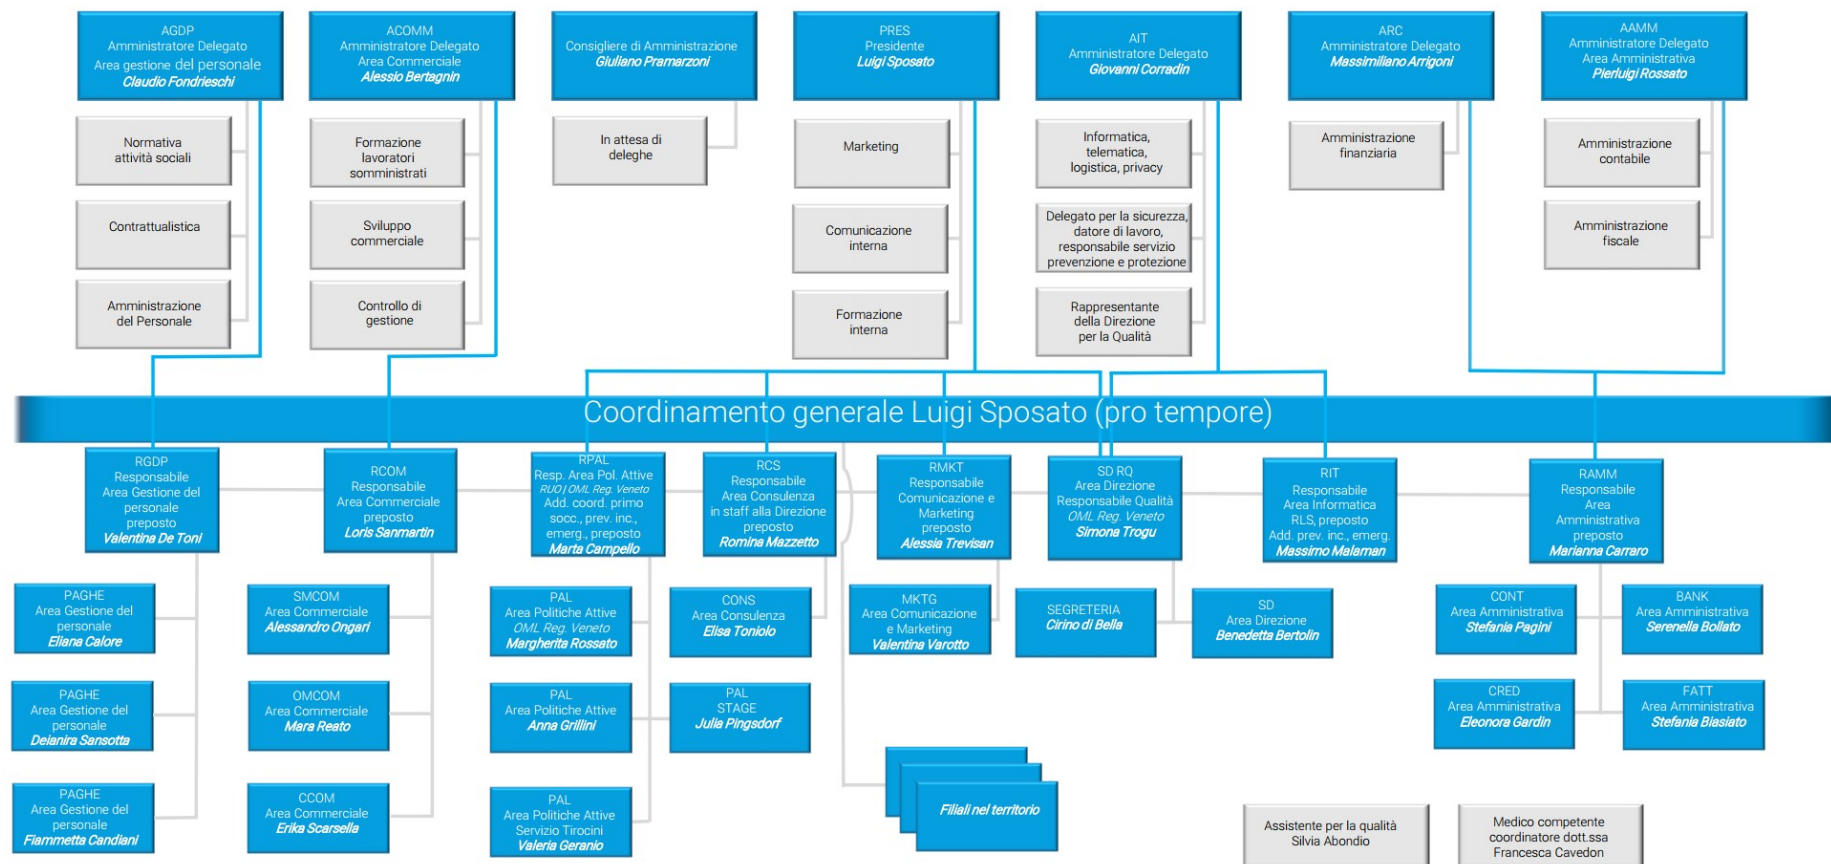 AGDP
Amministratore Delegato
Area gestione del personale
Claudio Fondrieschi
ACOMM
Amministratore Delegato
Area Commerciale
Alessio Bertagnin
Consigliere di Amministrazione
Giuliano Pramarzoni
PRES
Presidente
Luigi Sposato
AIT
Amministratore Delegato
Giovanni Corradin
ARC
Amministratore Delegato
Massimiliano Arrigoni
AAMM
Amministratore Delegato
Area Amministrativa
Pierluigi Rossato
Normativa
attività sociali
Contrattualistica
Amministrazione
del Personale
Formazione
lavoratori
somministrati
Sviluppo
commerciale
Controllo di
gestione
In attesa di
deleghe
Marketing
Comunicazione
interna
Formazione
interna
Informatica,
telematica,
logistica, privacy
Delegato per la sicurezza,
datore di lavoro,
responsabile servizio
prevenzione e protezione
Rappresentante
della Direzione
per la Qualità
Amministrazione
finanziaria
Amministrazione
contabile
Amministrazione
fiscale
Coordinamento generale Luigi Sposato (pro tempore)
RGDP
Responsabile
Area Gestione del
personale
preposto
Valentina De Toni
RCOM
Responsabile
Area Commerciale
preposto
Loris Sanmartin
RPAL
Resp. Area Pol. Attive
RUO | OML Reg. Veneto
Add. coord. primo
socc., prev. inc.,
emerg., preposto
Marta Campello
RCS
Responsabile
Area Consulenza
in staff alla Direzione
preposto
Romina Mazzetto
RMKT
Responsabile
Comunicazione e
Marketing
preposto
Alessia Trevisan
SD RQ
Area Direzione
Responsabile Qualità
OML Reg. Veneto
Simona Trogu
RIT
Responsabile
Area Informatica
RLS, preposto
Add. prev. inc., emerg.
Massimo Malaman
RAMM
Responsabile
Area
Amministrativa
preposto
Marianna Carraro
PAGHE
Area Gestione del
personale
Eliana Calore
PAGHE
Area Gestione del
personale
Deianira Sansotta
PAGHE
Area Gestione del
personale
Fiammetta Candiani
SMCOM
Area Commerciale
Alessandro Ongari
OMCOM
Area Commerciale
Mara Reato
CCOM
Area Commerciale
Erika Scarsella
PAL
Area Politiche Attive
OML Reg. Veneto
Margherita Rossato
PAL
Area Politiche Attive
Anna Grillini
PAL
Area Politiche Attive
Servizio Tirocini
Valeria Geranio
CONS
Area Consulenza
Elisa Toniolo
PAL
STAGE
Julia Pingsdorf
MKTG
Area Comunicazione
e Marketing
Valentina Varotto
SEGRETERIA
Cirino di Bella
SD
Area Direzione
Benedetta Bertolin
CONT
Area Amministrativa
Stefania Pagini
BANK
Area Amministrativa
Serenella Bollato
CRED
Area Amministrativa
Eleonora Gardin
FATT
Area Amministrativa
Stefania Biasiato
Filiali nel territorio
Assistente per la qualità
Silvia Abondio
Medico competente
coordinatore dott.ssa
Francesca Cavedon